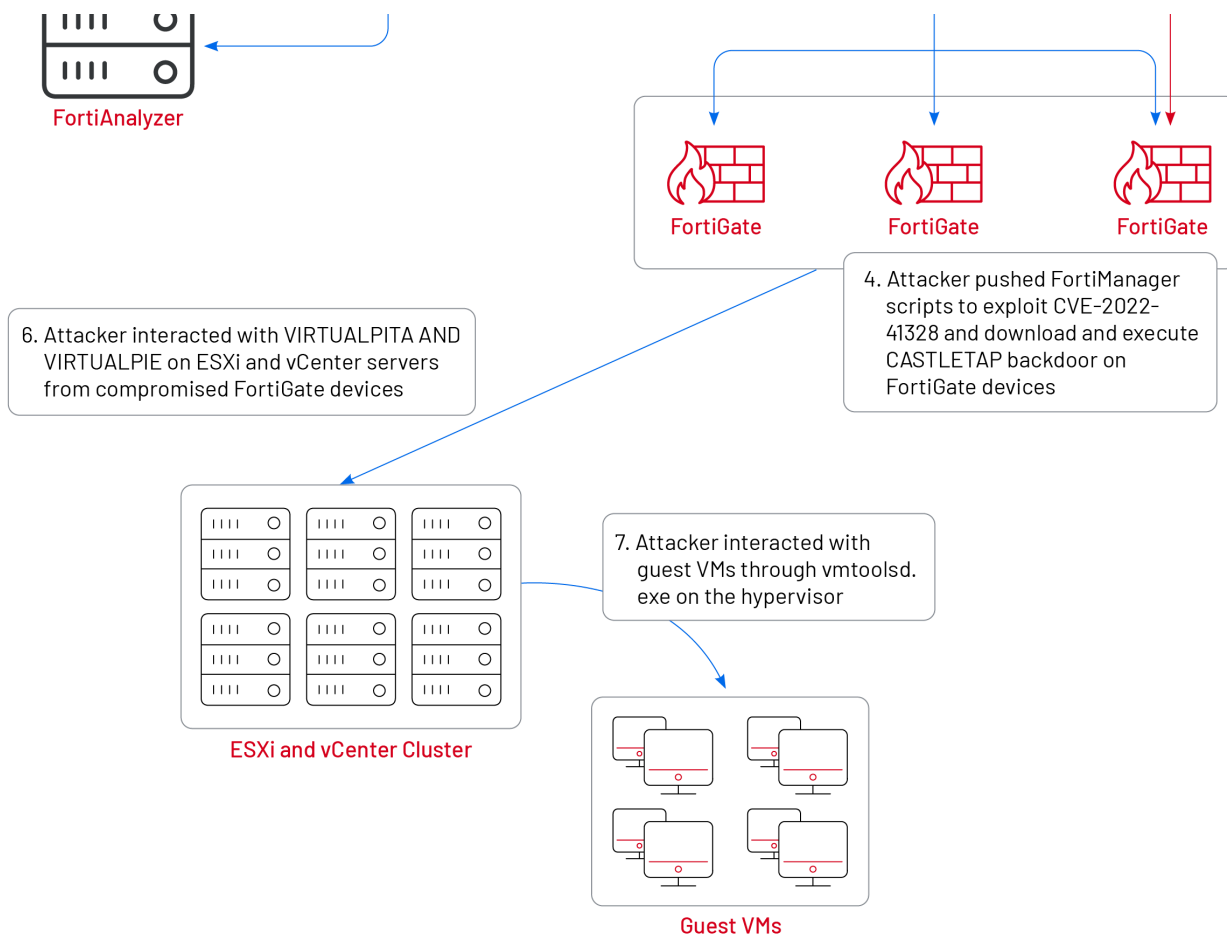 FortiAnalyzer
FortiGate
FortiGate
FortiGate
4. Attacker pushed FortiManager
scripts to exploit CVE-2022-
41328 and download and execute
CASTLETAP backdoor on
FortiGate devices
6. Attacker interacted with VIRTUALPITA AND
VIRTUALPIE on ESXi and vCenter servers
from compromised FortiGate devices
7. Attacker interacted with
guest VMs through vmtoolsd.
exe on the hypervisor
ESXi and vCenter Cluster
Guest VMs